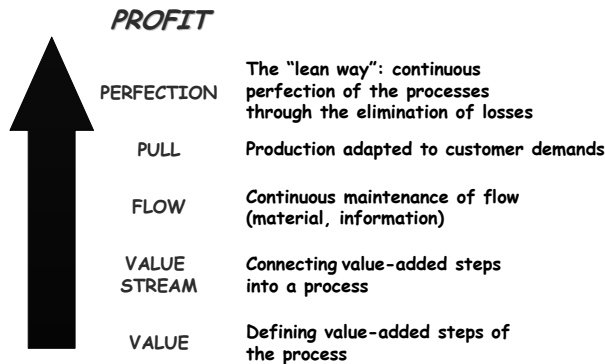 PROFIT
PERFECTION
The “lean way”: continuous
perfection of the processes
through the elimination of losses
PULL
Production adapted to customer demands
FLOW
Continuous maintenance of flow
(material, information)
VALUE
STREAM
Connecting value-added steps
into a process
VALUE
Defining value-added steps of
the process